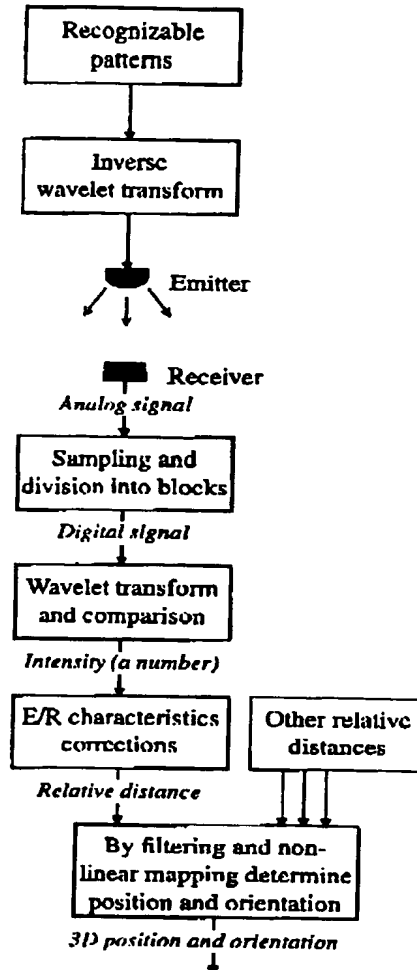 Recognizable
patterns
Inverse
wavelet transform
Emitter
Receiver
Analog signal
Sampling and
division into blocks
Digital signal
Wavelet transform
and comparison
Intensity (a number)
E/R characteristics
corrections
Other relative
distances
Relative distance
By filtering and non-
linear mapping determine
position and orientation
3D position and orientation